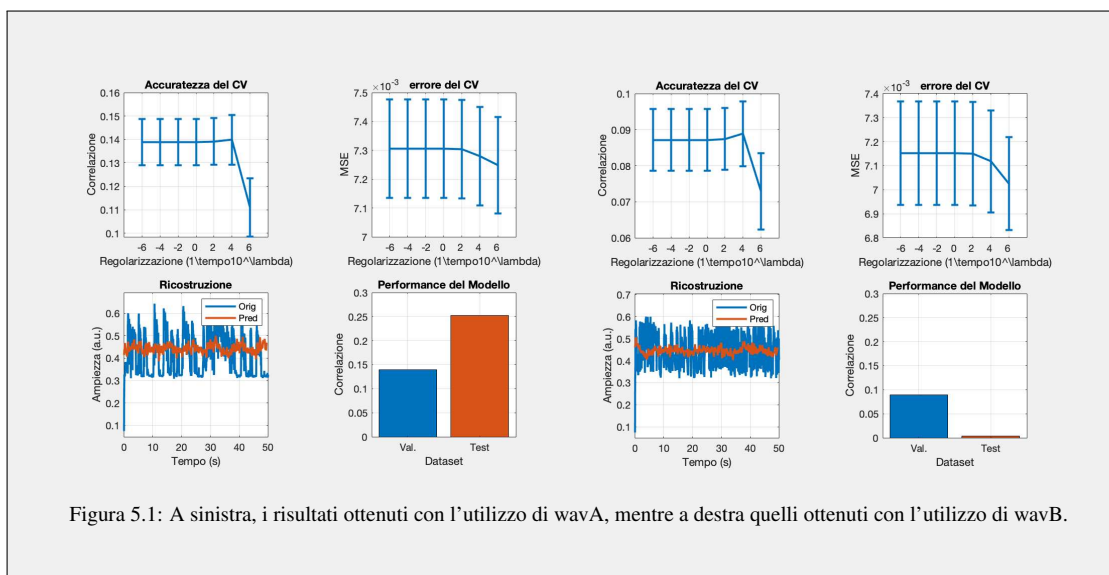 Accuratezza del CV
0.16
0.15
0.14
0.13
0.12
0.11
0.1
Correlazione
-6 -4 -2 0 2 4 6
Regolarizzazione (1\tempo10^\lambda)
errore del CV
×10^-3
7.5
7.4
7.3
7.2
7.1
7
MSE
-6 -4 -2 0 2 4 6
Regolarizzazione (1\tempo10^\lambda)
Accuratezza del CV
0.1
0.09
0.08
0.07
0.06
Correlazione
-6 -4 -2 0 2 4 6
Regolarizzazione (1\tempo10^\lambda)
errore del CV
×10^-3
7.4
7.3
7.2
7.1
7
6.9
6.8
MSE
-6 -4 -2 0 2 4 6
Regolarizzazione (1\tempo10^\lambda)
Ricostruzione
Orig
Pred
0.6
0.5
0.4
0.3
0.2
0.1
Ampiezza (a.u.)
0 10 20 30 40 50
Tempo (s)
Performance del Modello
0.3
0.25
0.2
0.15
0.1
0.05
0
Correlazione
Val. Test
Dataset
Ricostruzione
Orig
Pred
0.7
0.6
0.5
0.4
0.3
0.2
0.1
Ampiezza (a.u.)
0 10 20 30 40 50
Tempo (s)
Performance del Modello
0.3
0.25
0.2
0.15
0.1
0.05
0
Correlazione
Val. Test
Dataset
Figura 5.1: A sinistra, i risultati ottenuti con l'utilizzo di wavA, mentre a destra quelli ottenuti con l'utilizzo di wavB.